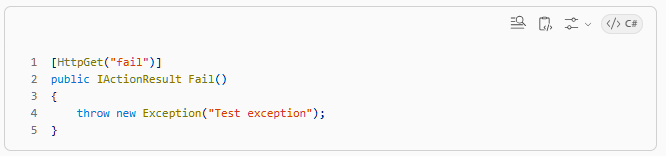 </> C#
1 [HttpGet("fail")]
2 public IActionResult Fail()
3 {
4     throw new Exception("Test exception");
5 }